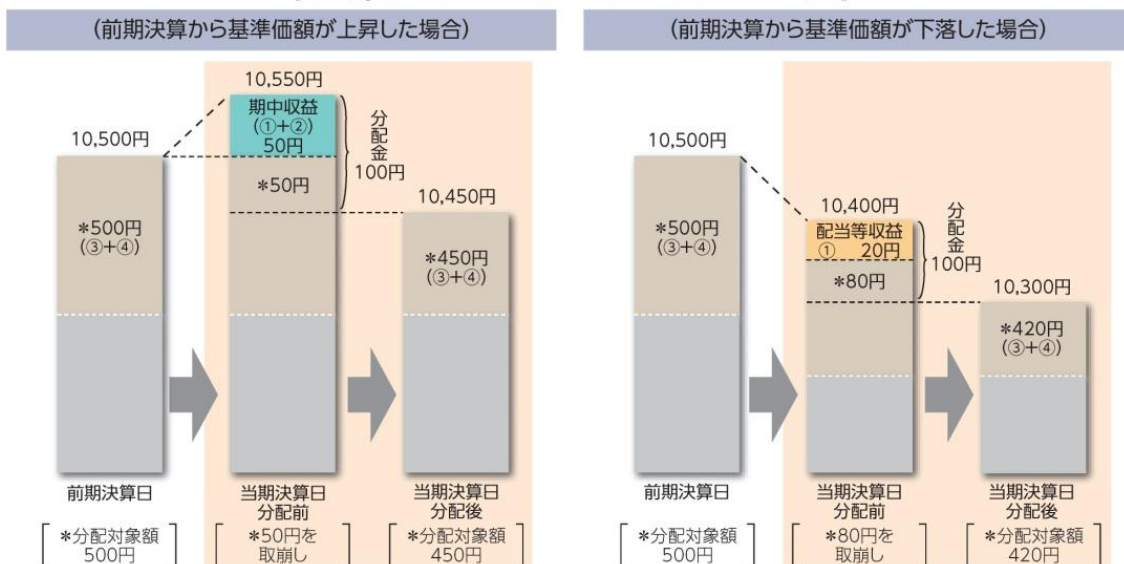 (前期決算から基準価額が上昇した場合)
10,550円
期中収益
(①+②)
50円
分配金
100円
10,500円
*50円
10,450円
*500円
(③+④)
*450円
(③+④)
前期決算日
当期決算日
分配前
当期決算日
分配後
*分配対象額
500円
*50円を
取崩し
*分配対象額
450円
(前期決算から基準価額が下落した場合)
10,500円
10,400円
配当等収益
① 20円
分配金
100円
*500円
(③+④)
*80円
10,300円
*420円
(③+④)
前期決算日
当期決算日
分配前
当期決算日
分配後
*分配対象額
500円
*80円を
取崩し
*分配対象額
420円